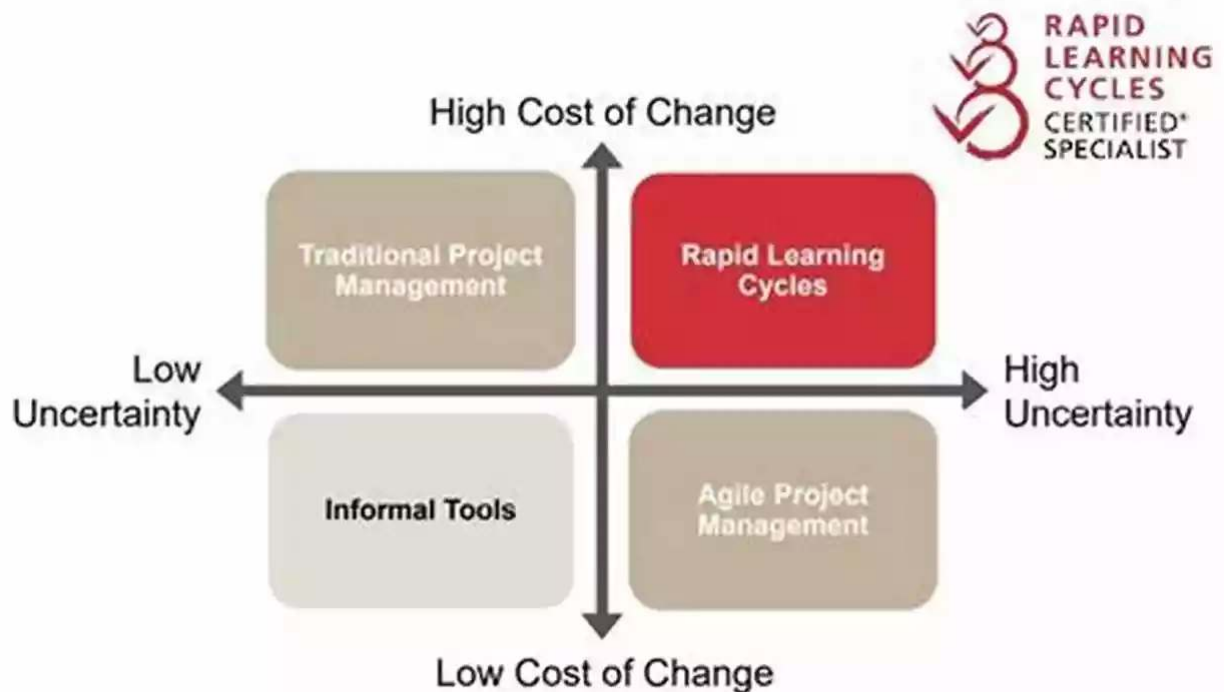 RAPID
LEARNING
CYCLES
CERTIFIED*
SPECIALIST
High Cost of Change
Traditional Project
Management
Rapid Learning
Cycles
Low
Uncertainty
High
Uncertainty
Informal Tools
Agile Project
Management
Low Cost of Change